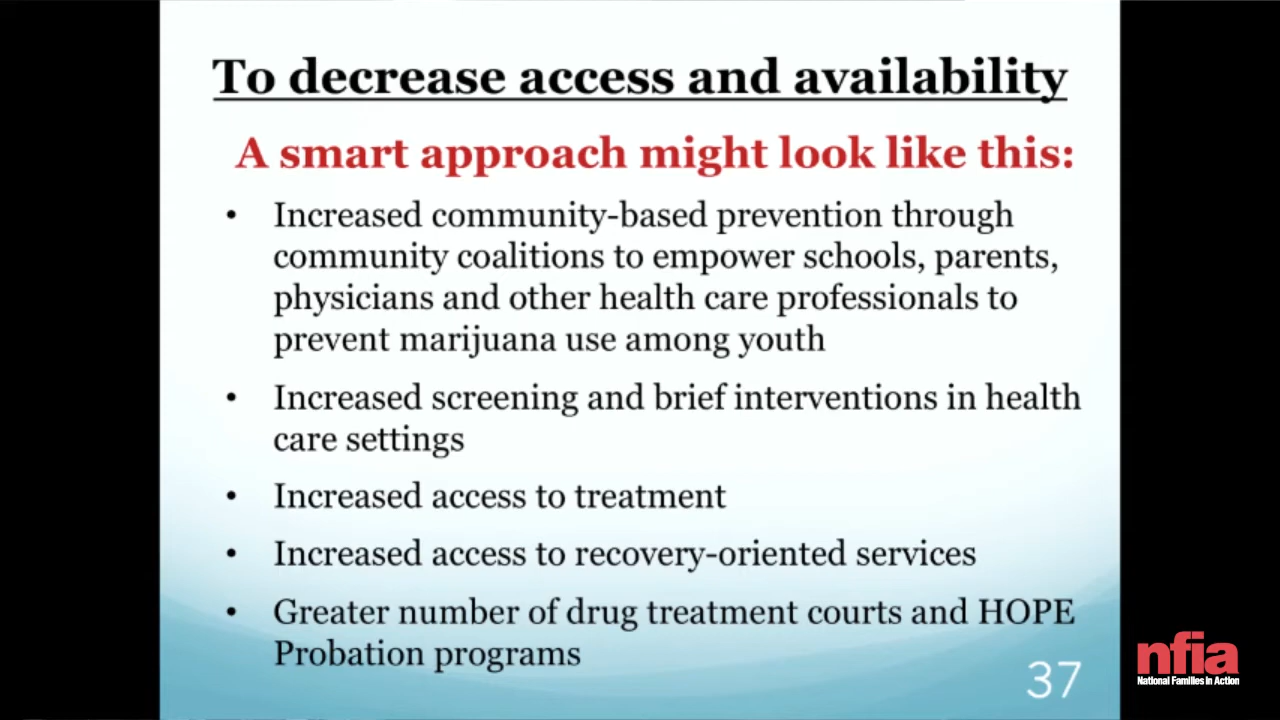 To decrease access and availability
A smart approach might look like this:
• Increased community-based prevention through
community coalitions to empower schools, parents,
physicians and other health care professionals to
prevent marijuana use among youth
• Increased screening and brief interventions in health
care settings
• Increased access to treatment
• Increased access to recovery-oriented services
• Greater number of drug treatment courts and HOPE
Probation programs
37
nfia
National Families in Action